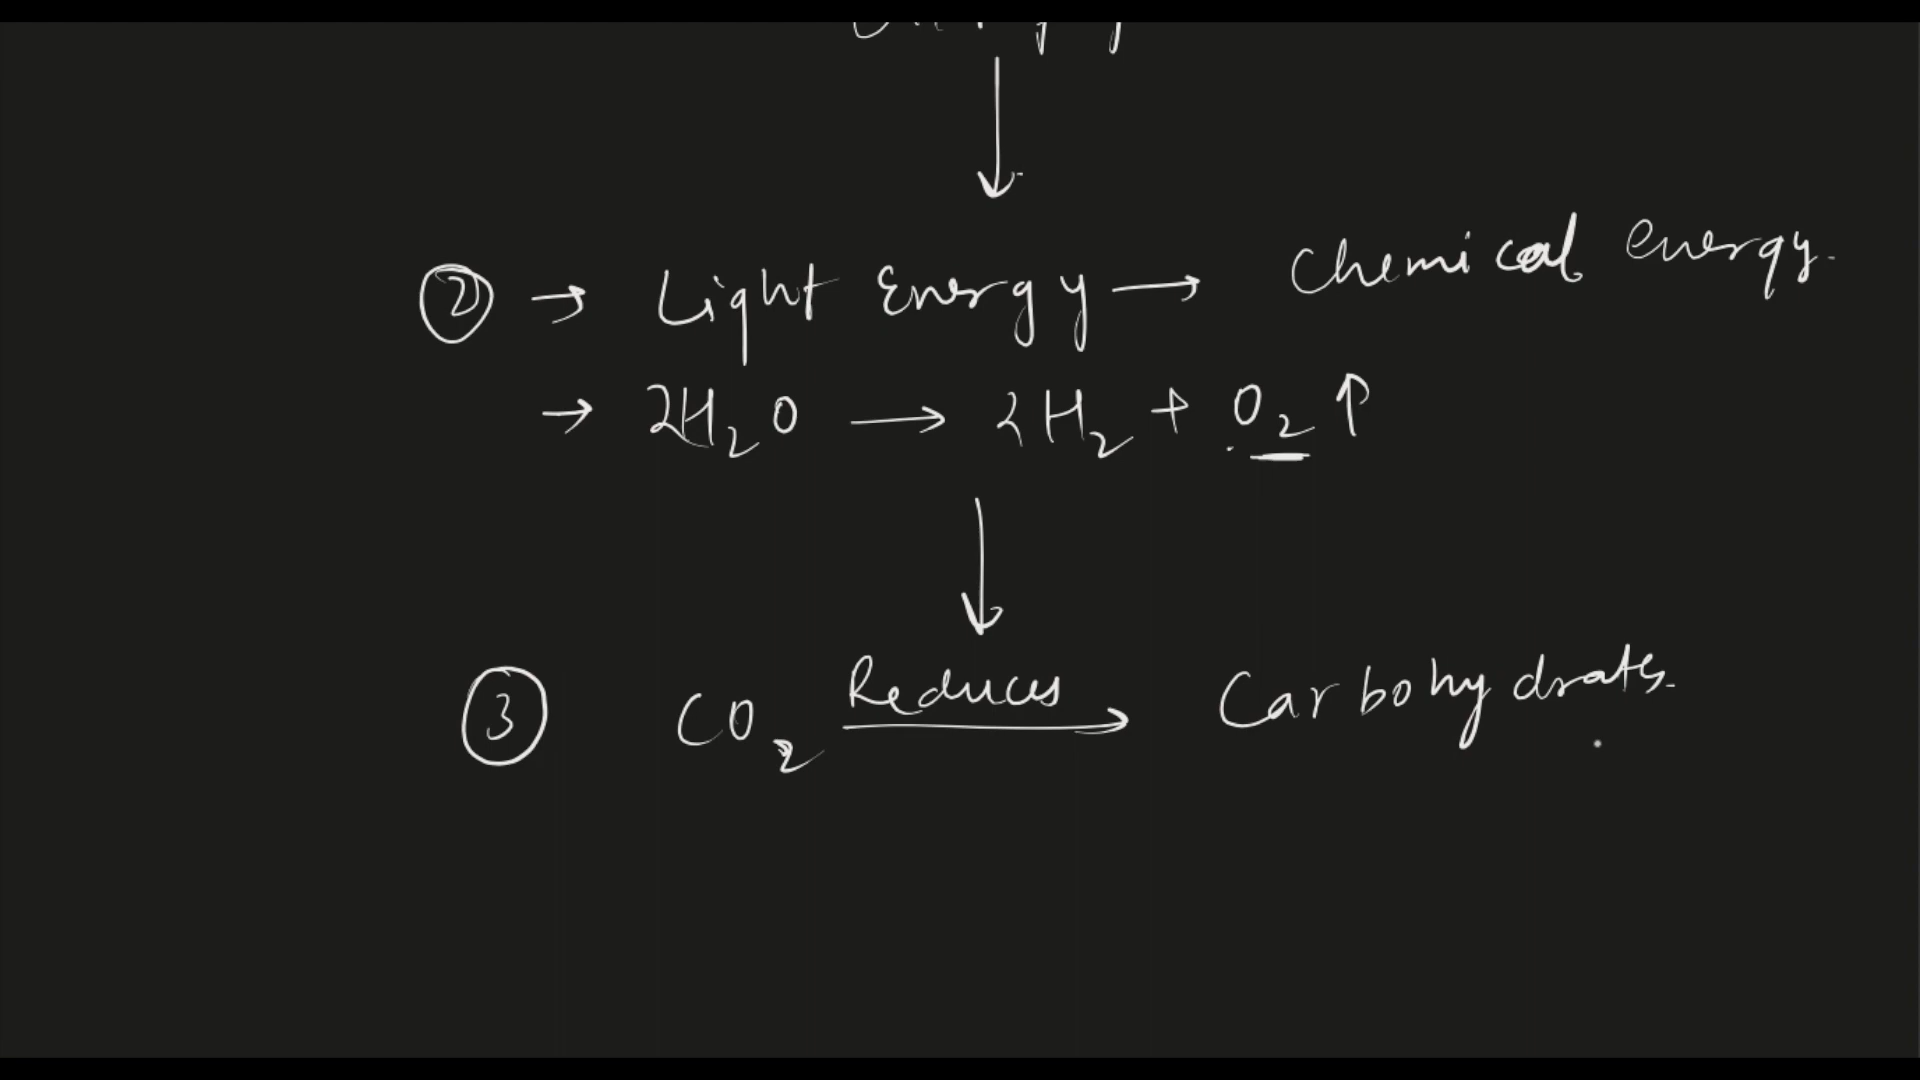 ② → Light Energy → Chemical energy.
→ 2H₂O → 2H₂ + O₂ ↑
③ CO₂ Reduces → Carbohydrates.